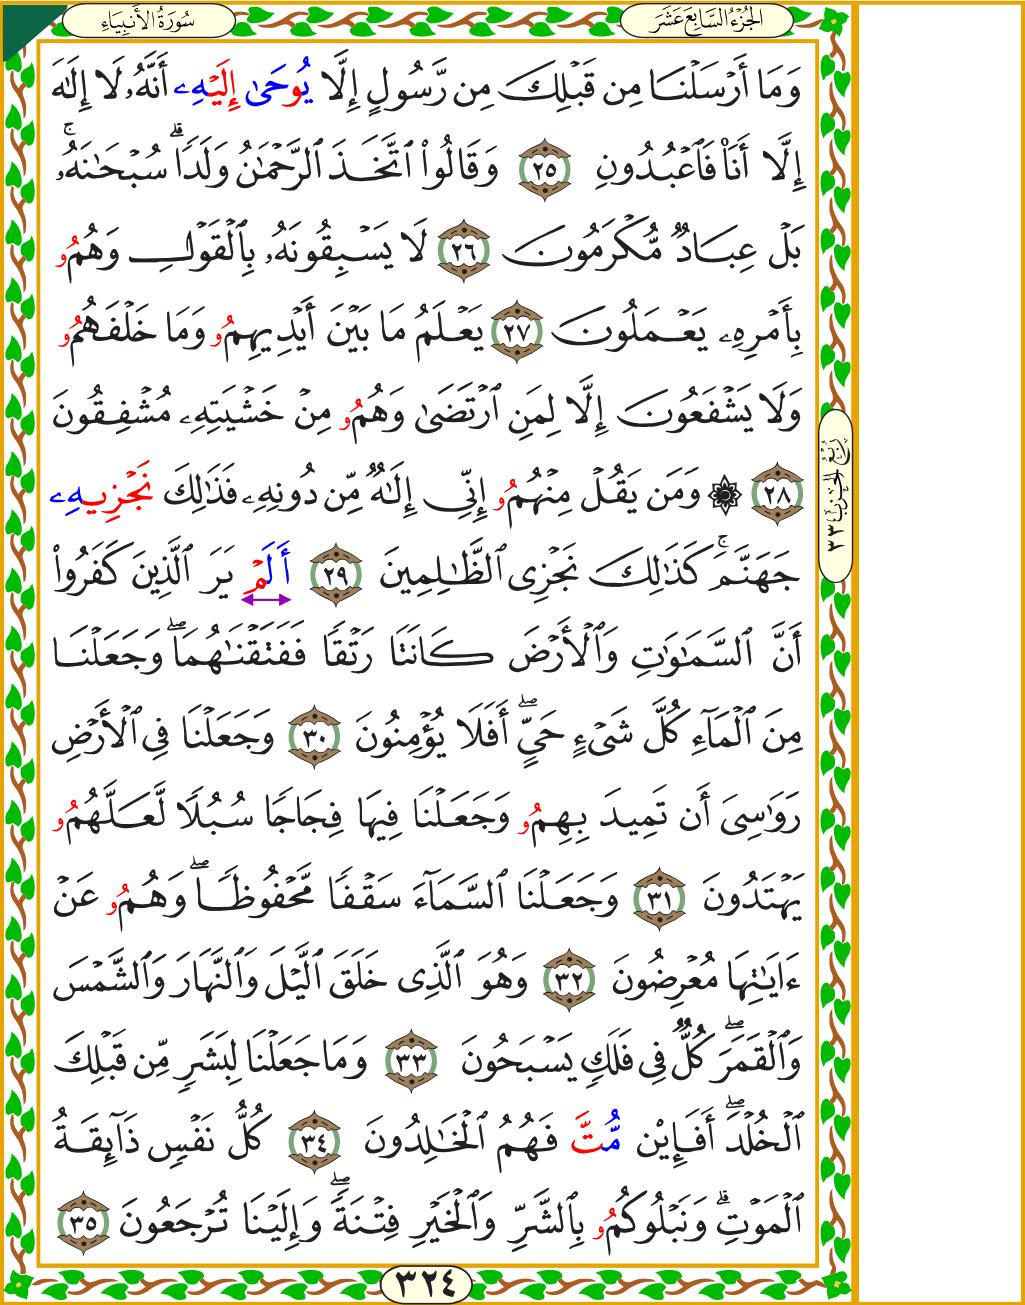 سُورَةُ الأَنبِيَاءِ
الجُزْءُ السَّابِعَ عَشَرَ
وَمَا أَرْسَلْنَا مِن قَبْلِكَ مِن رَّسُولٍ إِلَّا يُوحَىٰ إِلَيْهِۦ أَنَّهُۥ لَا إِلَٰهَ
إِلَّا أَنَا۠ فَٱعْبُدُونِ ٢٥ وَقَالُوا۟ ٱتَّخَذَ ٱلرَّحْمَٰنُ وَلَدًاۗ سُبْحَٰنَهُۥۚ
بَلْ عِبَادٌ مُّكْرَمُونَ ٢٦ لَا يَسْبِقُونَهُۥ بِٱلْقَوْلِ وَهُمُۥ
بِأَمْرِهِۦ يَعْمَلُونَ ٢٧ يَعْلَمُ مَا بَيْنَ أَيْدِيهِمُۥ وَمَا خَلْفَهُمُۥ
وَلَا يَشْفَعُونَ إِلَّا لِمَنِ ٱرْتَضَىٰ وَهُمُۥ مِنْ خَشْيَتِهِۦ مُشْفِقُونَ
٢٨ ۞ وَمَن يَقُلْ مِنْهُمُۥ إِنِّى إِلَٰهٌ مِّن دُونِهِۦ فَذَٰلِكَ نَجْزِيهِۦ
جَهَنَّمَۚ كَذَٰلِكَ نَجْزِى ٱلظَّٰلِمِينَ ٢٩ أَلَمْ يَرَ ٱلَّذِينَ كَفَرُوا۟
أَنَّ ٱلسَّمَٰوَٰتِ وَٱلْأَرْضَ كَانَتَا رَتْقًا فَفَتَقْنَٰهُمَاۖ وَجَعَلْنَا
مِنَ ٱلْمَآءِ كُلَّ شَىْءٍ حَىٍّۖ أَفَلَا يُؤْمِنُونَ ٣٠ وَجَعَلْنَا فِى ٱلْأَرْضِ
رَوَٰسِىَ أَن تَمِيدَ بِهِمُۥ وَجَعَلْنَا فِيهَا فِجَاجًا سُبُلًا لَّعَلَّهُمُۥ
يَهْتَدُونَ ٣١ وَجَعَلْنَا ٱلسَّمَآءَ سَقْفًا مَّحْفُوظًاۖ وَهُمُۥ عَنْ
ءَايَٰتِهَا مُعْرِضُونَ ٣٢ وَهُوَ ٱلَّذِى خَلَقَ ٱلَّيْلَ وَٱلنَّهَارَ وَٱلشَّمْسَ
وَٱلْقَمَرَۖ كُلٌّ فِى فَلَكٍ يَسْبَحُونَ ٣٣ وَمَا جَعَلْنَا لِبَشَرٍ مِّن قَبْلِكَ
ٱلْخُلْدَۖ أَفَإِي۟ن مُّتَّ فَهُمُ ٱلْخَٰلِدُونَ ٣٤ كُلُّ نَفْسٍ ذَآئِقَةُ
ٱلْمَوْتِۗ وَنَبْلُوكُمُۥ بِٱلشَّرِّ وَٱلْخَيْرِ فِتْنَةًۖ وَإِلَيْنَا تُرْجَعُونَ ٣٥
رُبْعُ الحِزْبِ ٣٣
٣٢٤